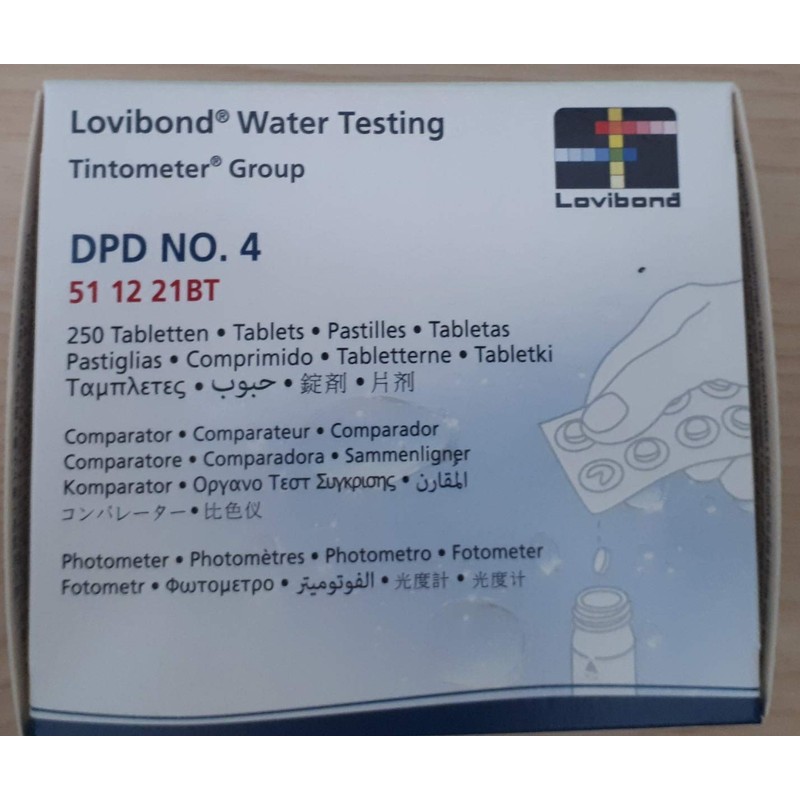 Lovibond® Water Testing
Tintometer® Group
Lovibond
DPD NO. 4
51 12 21BT
250 Tabletten • Tablets • Pastilles • Tabletas
Pastiglias • Comprimido • Tabletterne • Tabletki
Ταμπλετες • حبوب • 錠剤 • 片剂
Comparator • Comparateur • Comparador
Comparatore • Comparadora • Sammenligner
Komparator • Οργανο Τεστ Συγκρισης • المُقارن
コンパレーター • 比色仪
Photometer • Photomètres • Photometro • Fotometer
Fotometr • Φωτομετρο • الفوتوميتر • 光度計 • 光度计